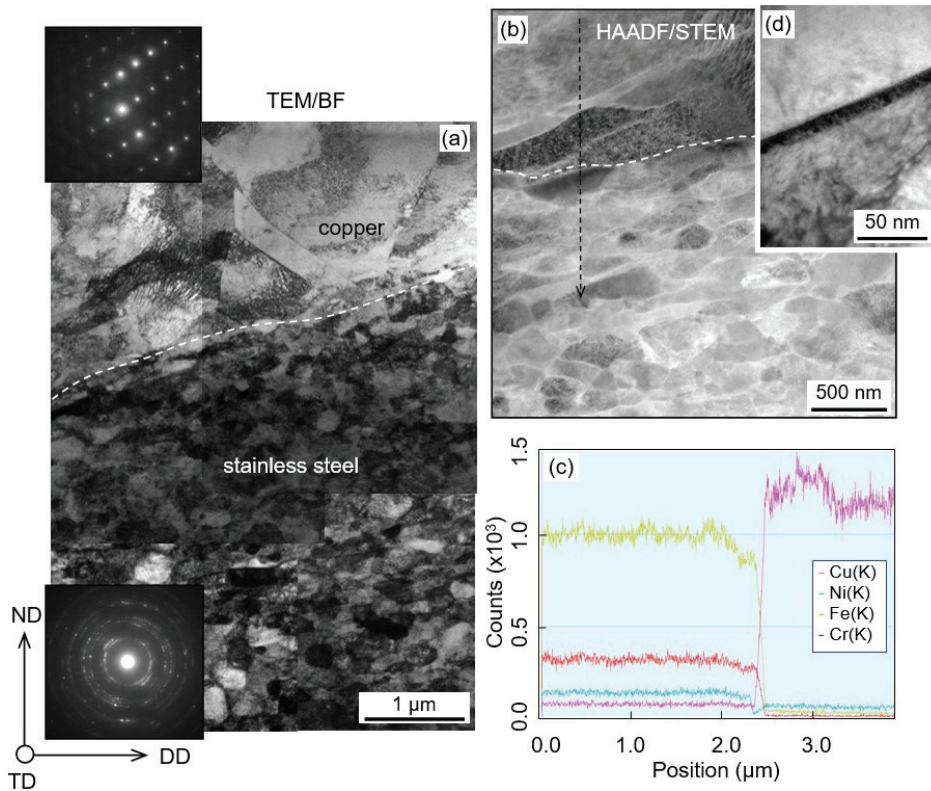 TEM/BF
(a)
copper
stainless steel
1 μm
ND
DD
TD
(b)
HAADF/STEM
500 nm
(d)
50 nm
(c)
1.5
1.0
0.5
0.0
Counts (x10³)
Cu(K)
Ni(K)
Fe(K)
Cr(K)
0.0 1.0 2.0 3.0
Position (μm)